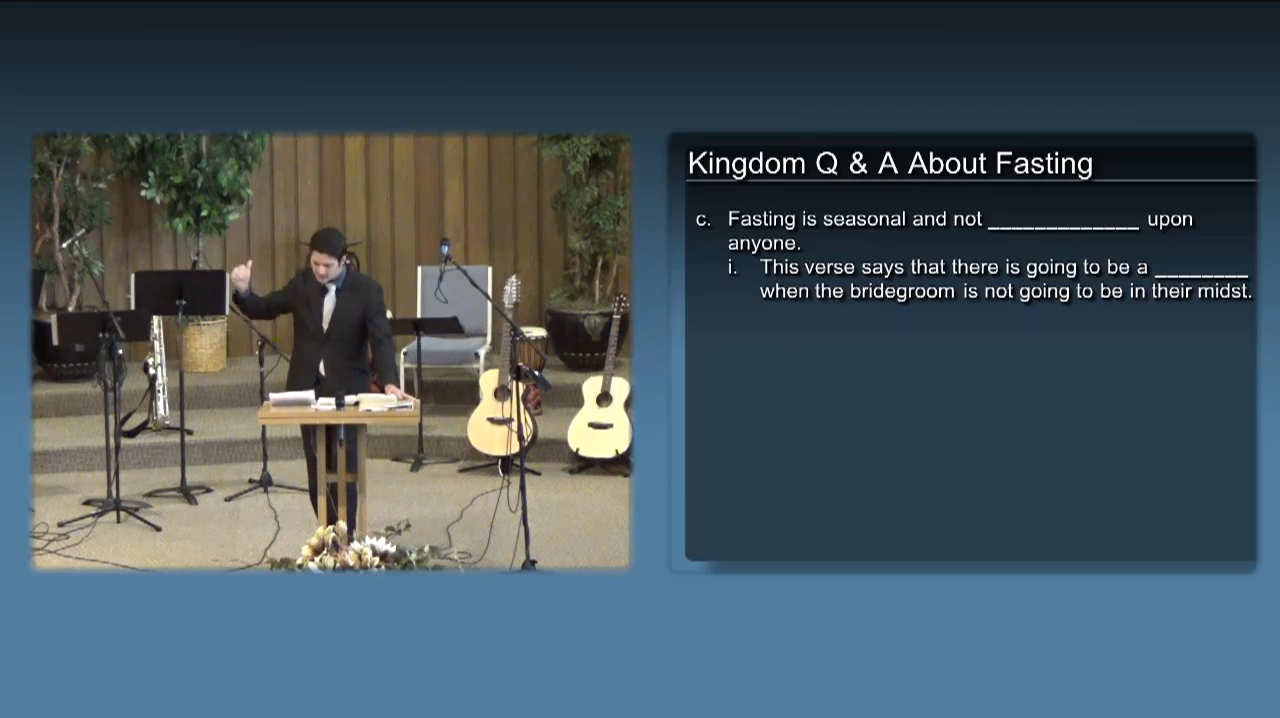 Kingdom Q & A About Fasting
c. Fasting is seasonal and not _____________ upon
anyone.
i. This verse says that there is going to be a ________
when the bridegroom is not going to be in their midst.